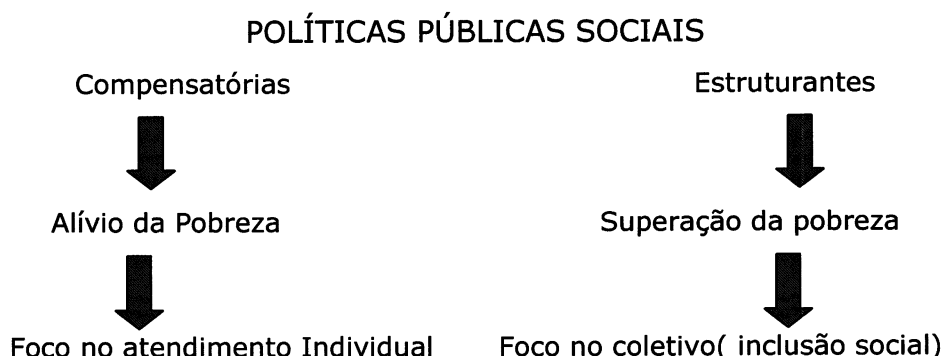 POLÍTICAS PÚBLICAS SOCIAIS
Compensatórias
Estruturantes
Alívio da Pobreza
Superação da pobreza
Foco no atendimento Individual
Foco no coletivo( inclusão social)